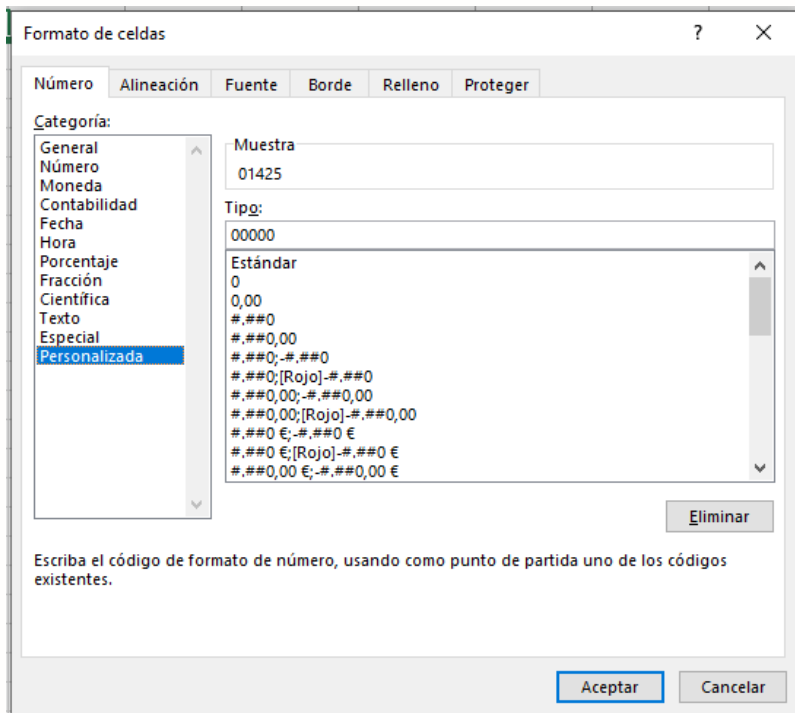 Formato de celdas
?
Número Alineación Fuente Borde Relleno Proteger
Categoría:
General
Número
Moneda
Contabilidad
Fecha
Hora
Porcentaje
Fracción
Científica
Texto
Especial
Personalizada
Muestra
01425
Tipo:
00000
Estándar
0
0,00
#.##0
#.##0,00
#.##0;-#.##0
#.##0;[Rojo]-#.##0
#.##0,00;-#.##0,00
#.##0,00;[Rojo]-#.##0,00
#.##0 €;-#.##0 €
#.##0 €;[Rojo]-#.##0 €
#.##0,00 €;-#.##0,00 €
Eliminar
Escriba el código de formato de número, usando como punto de partida uno de los códigos
existentes.
Aceptar Cancelar